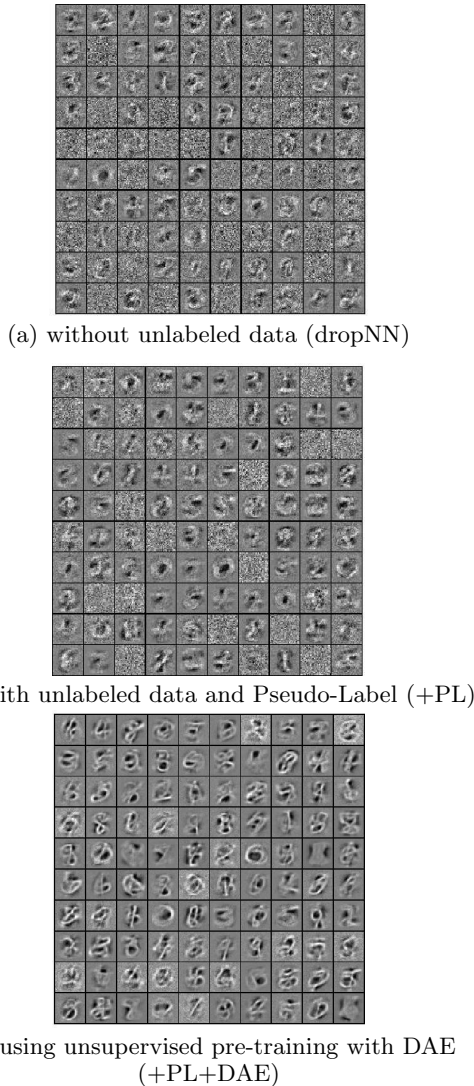 (a) without unlabeled data (dropNN)
ith unlabeled data and Pseudo-Label (+PL)
using unsupervised pre-training with DAE
(+PL+DAE)